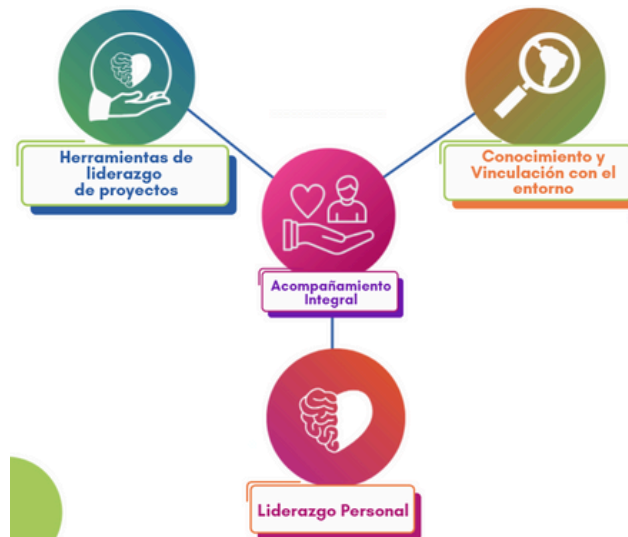 Herramientas de
liderazgo
de proyectos
Conocimiento y
Vinculación con el
entorno
Acompañamiento
Integral
Liderazgo Personal